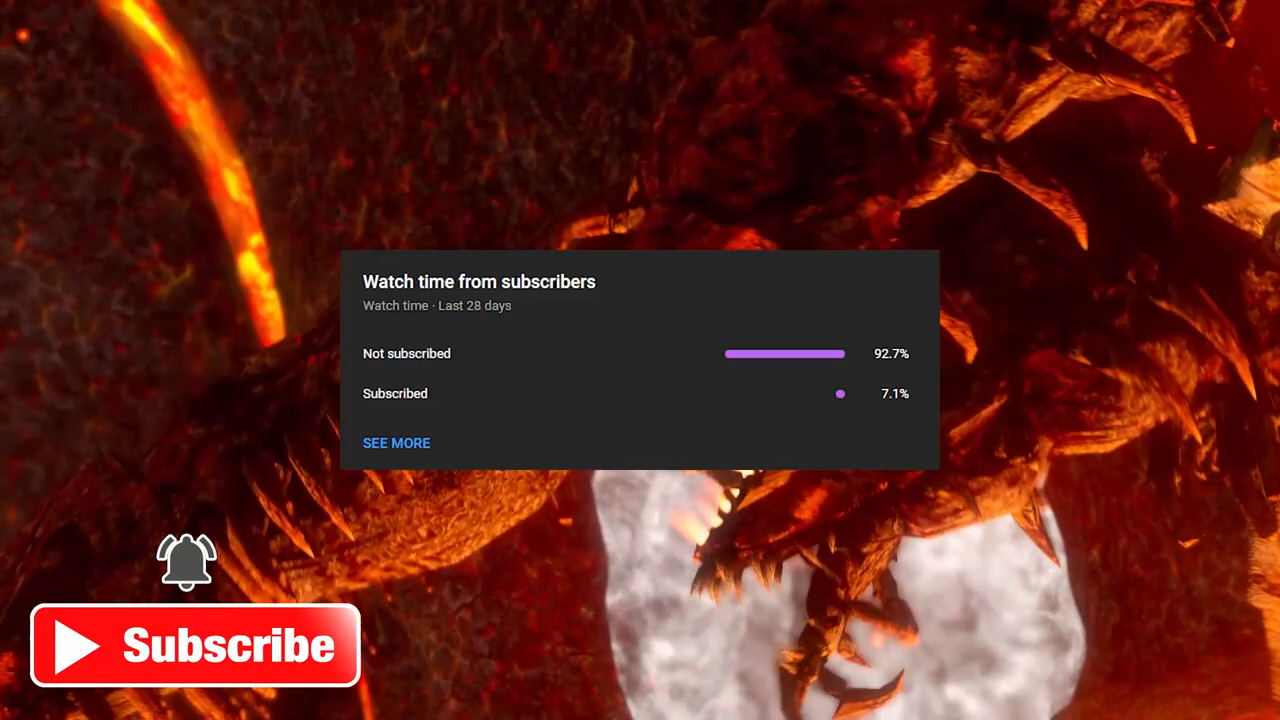 Watch time from subscribers
Watch time · Last 28 days
Not subscribed 92.7%
Subscribed 7.1%
SEE MORE
Subscribe